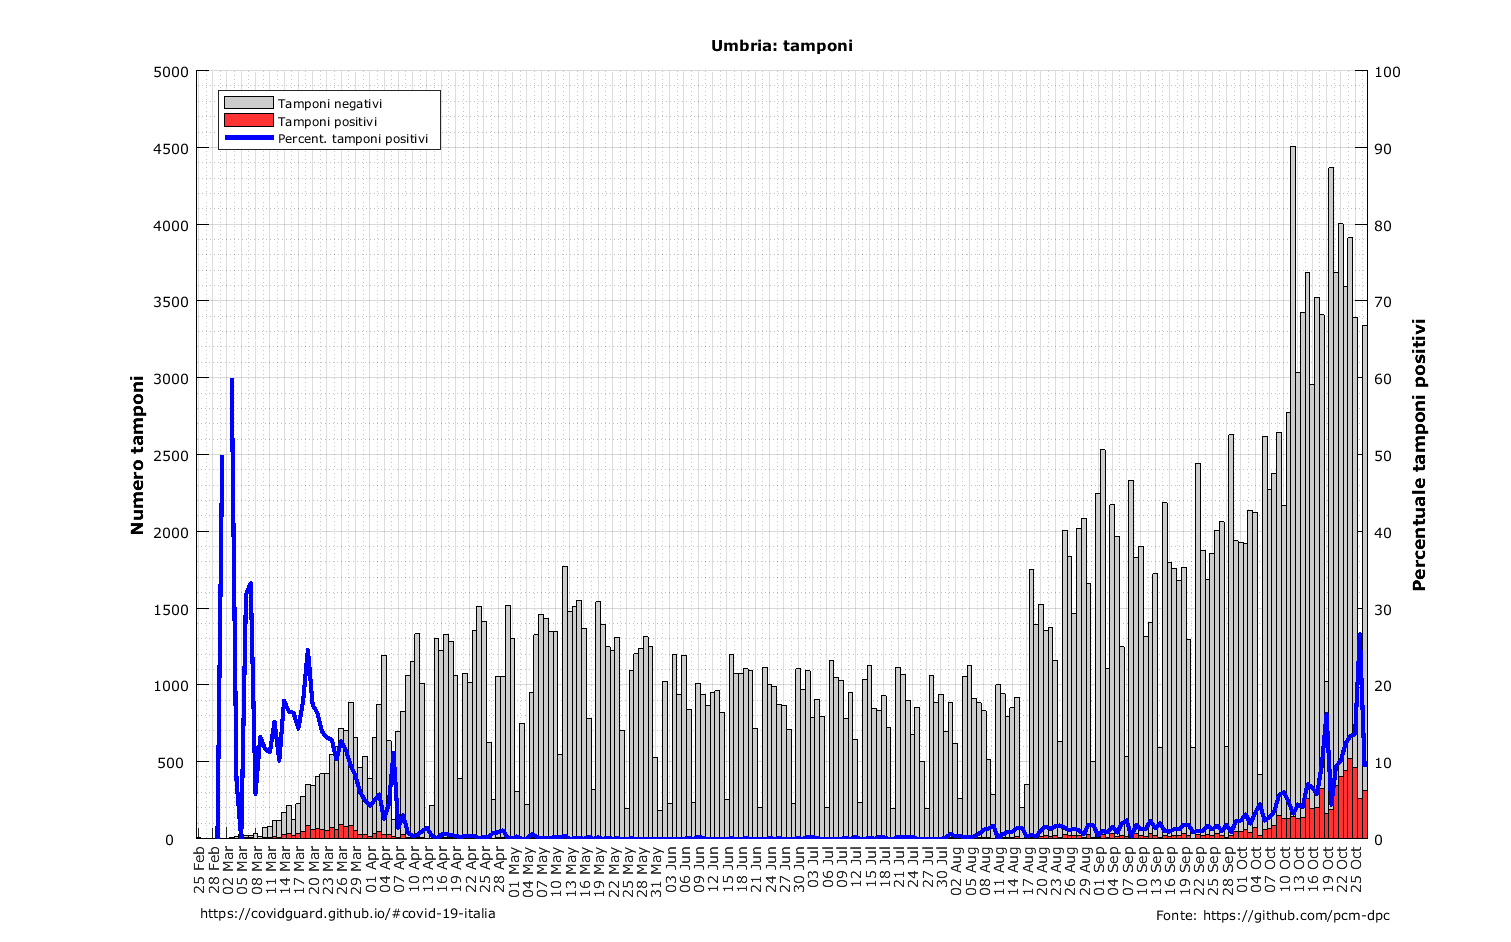 Umbria: tamponi
Tamponi negativi
Tamponi positivi
Percent. tamponi positivi
Numero tamponi
5000
4500
4000
3500
3000
2500
2000
1500
1000
500
0
100
90
80
70
60
50
40
30
20
10
0
Percentuale tamponi positivi
25 Feb
28 Feb
02 Mar
05 Mar
08 Mar
11 Mar
14 Mar
17 Mar
20 Mar
23 Mar
26 Mar
29 Mar
01 Apr
04 Apr
07 Apr
10 Apr
13 Apr
16 Apr
19 Apr
22 Apr
25 Apr
28 Apr
01 May
04 May
07 May
10 May
13 May
16 May
19 May
22 May
25 May
28 May
31 May
03 Jun
06 Jun
09 Jun
12 Jun
15 Jun
18 Jun
21 Jun
24 Jun
27 Jun
30 Jun
03 Jul
06 Jul
09 Jul
12 Jul
15 Jul
18 Jul
21 Jul
24 Jul
27 Jul
30 Jul
02 Aug
05 Aug
08 Aug
11 Aug
14 Aug
17 Aug
20 Aug
23 Aug
26 Aug
29 Aug
01 Sep
04 Sep
07 Sep
10 Sep
13 Sep
16 Sep
19 Sep
22 Sep
25 Sep
28 Sep
01 Oct
04 Oct
07 Oct
10 Oct
13 Oct
16 Oct
19 Oct
22 Oct
25 Oct
https://covidguard.github.io/#covid-19-italia
Fonte: https://github.com/pcm-dpc